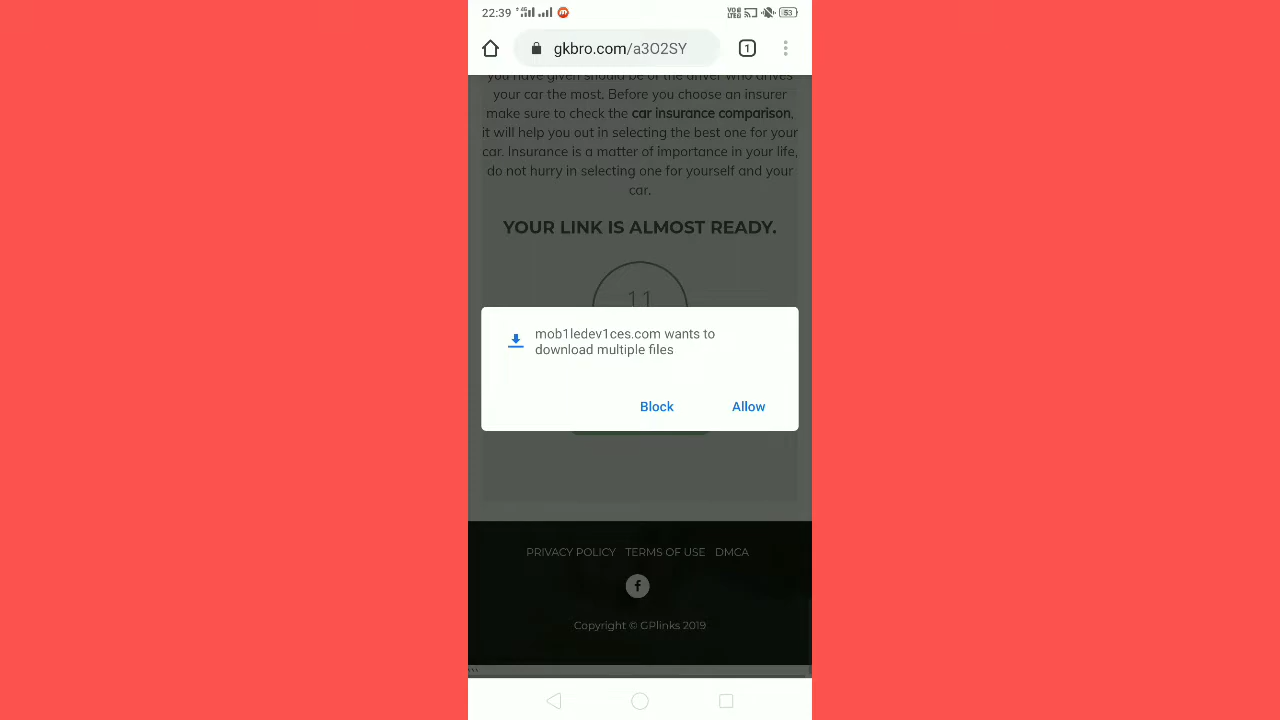 22:39
53
gkbro.com/a3O2SY
1
you have given should be of the driver who drives
your car the most. Before you choose an insurer
make sure to check the car insurance comparison,
it will help you out in selecting the best one for your
car. Insurance is a matter of importance in your life,
do not hurry in selecting one for yourself and your
car.
YOUR LINK IS ALMOST READY.
11
mob1ledev1ces.com wants to
download multiple files
Block Allow
PRIVACY POLICY TERMS OF USE DMCA
Copyright © GPlinks 2019